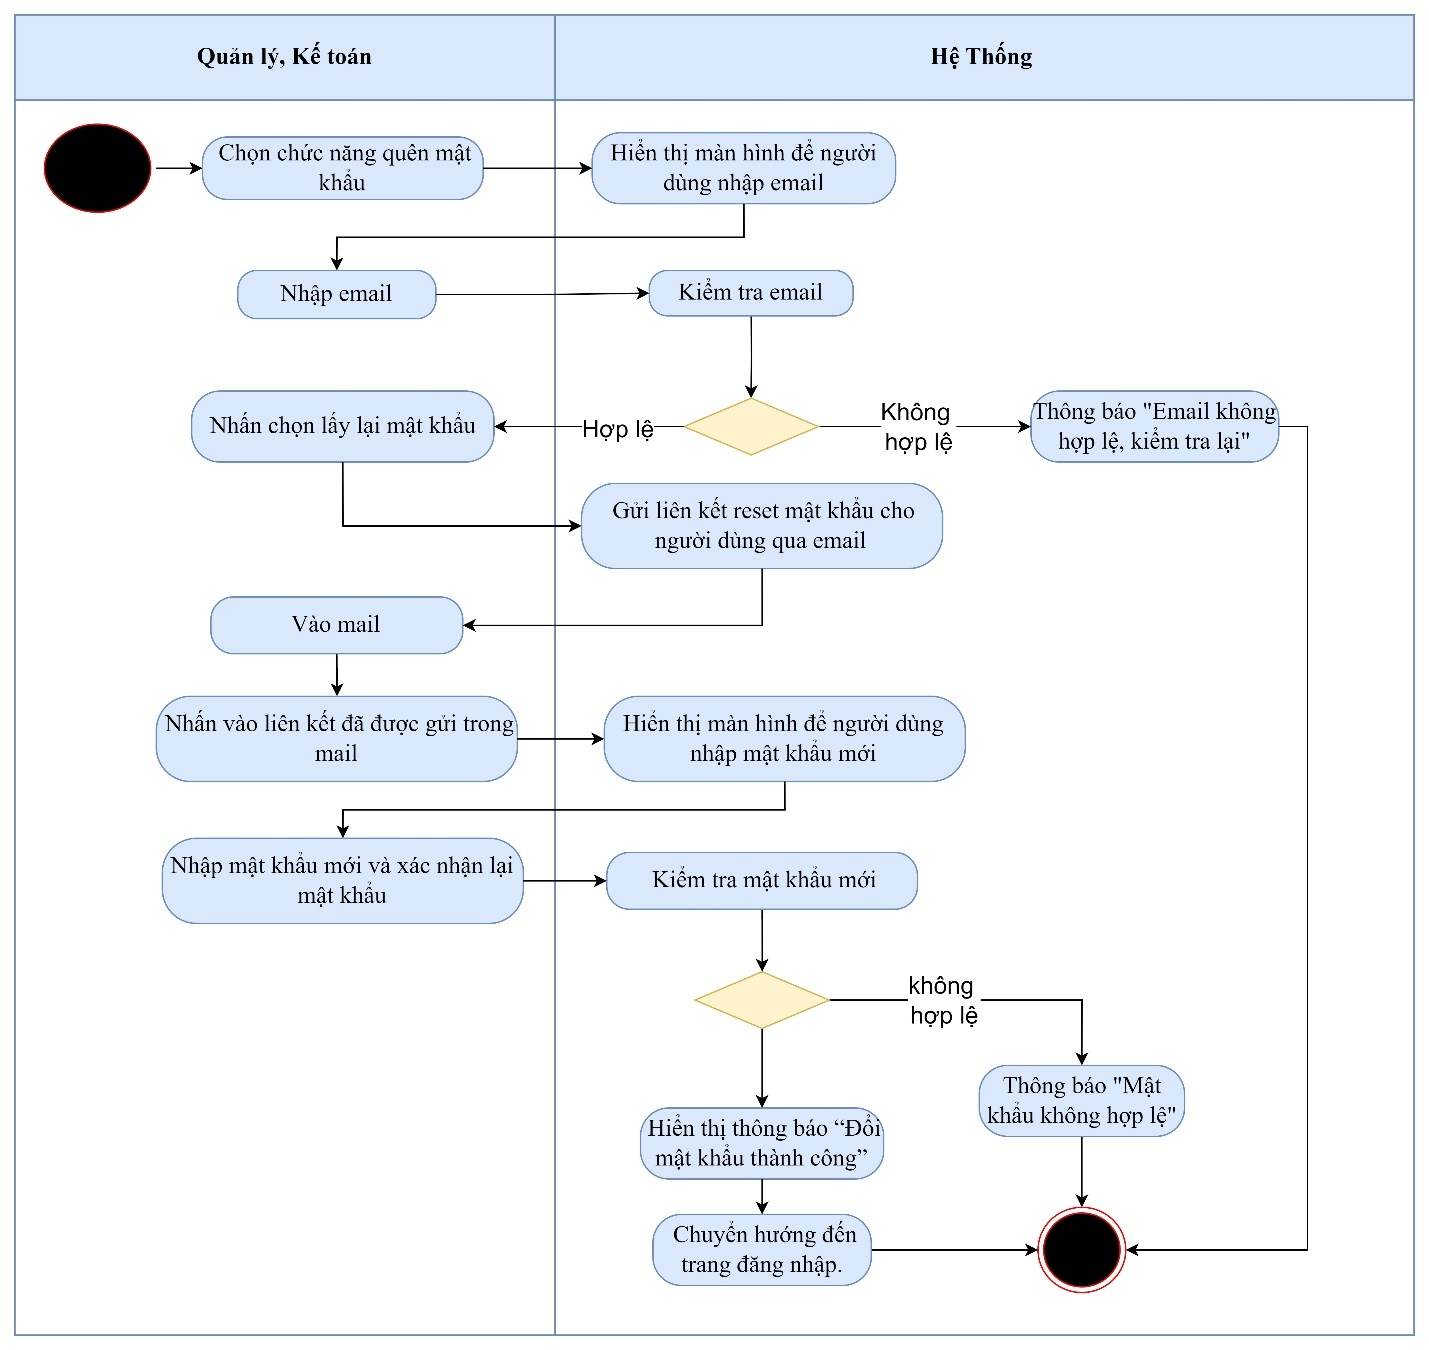 Quản lý, Kế toán
Hệ Thống
Chọn chức năng quên mật
khẩu
Hiển thị màn hình để người
dùng nhập email
Nhập email
Kiểm tra email
Nhấn chọn lấy lại mật khẩu
Hợp lệ
Không
hợp lệ
Thông báo "Email không
hợp lệ, kiểm tra lại"
Gửi liên kết reset mật khẩu cho
người dùng qua email
Vào mail
Nhấn vào liên kết đã được gửi trong
mail
Hiển thị màn hình để người dùng
nhập mật khẩu mới
Nhập mật khẩu mới và xác nhận lại
mật khẩu
Kiểm tra mật khẩu mới
không
hợp lệ
Thông báo "Mật
khẩu không hợp lệ"
Hiển thị thông báo “Đổi
mật khẩu thành công”
Chuyển hướng đến
trang đăng nhập.